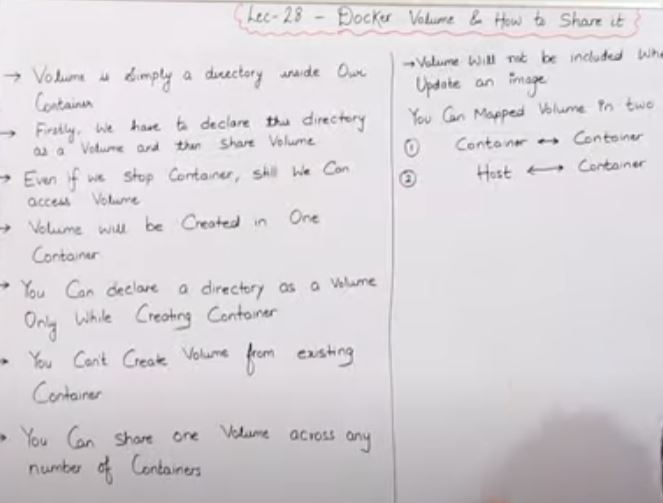 Lec-28 - Docker Volume & How to Share it
→ Volume is Simply a directory inside Our
Container
→ Firstly, We have to declare this directory
as a Volume and then Share Volume
→ Even if we Stop Container, still We Can
access Volume
→ Volume will be Created in One
Container
→ You Can declare a directory as a Volume
Only While Creating Container
→ You Can't Create Volume from existing
Container
→ You Can Share one Volume across any
number of Containers
→ Volume Will not be included
Update an image
You Can Mapped Volume in two
① Container ↔ Container
② Host ↔ Container